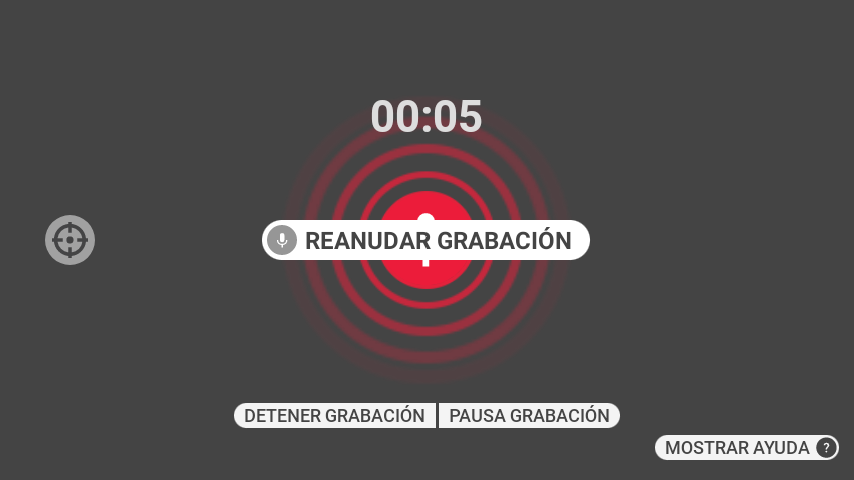 00:05
REANUDAR GRABACIÓN
DETENER GRABACIÓN PAUSA GRABACIÓN
MOSTRAR AYUDA ?